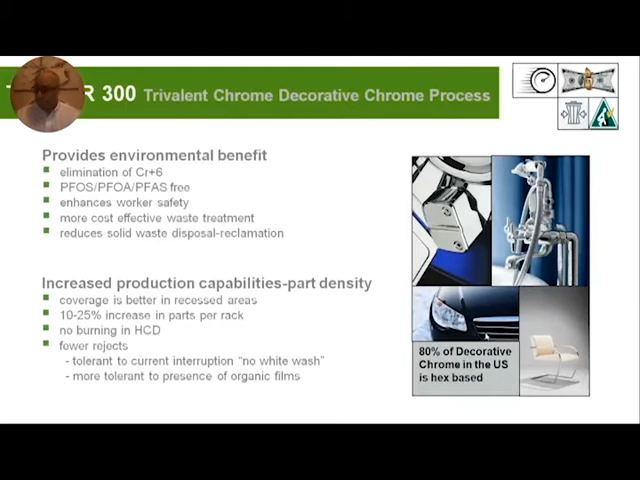 R 300 Trivalent Chrome Decorative Chrome Process
Provides environmental benefit
elimination of Cr+6
PFOS/PFOA/PFAS free
enhances worker safety
more cost effective waste treatment
reduces solid waste disposal-reclamation
Increased production capabilities-part density
coverage is better in recessed areas
10-25% increase in parts per rack
no burning in HCD
fewer rejects
- tolerant to current interruption “no white wash”
- more tolerant to presence of organic films
80% of Decorative
Chrome in the US
is hex based